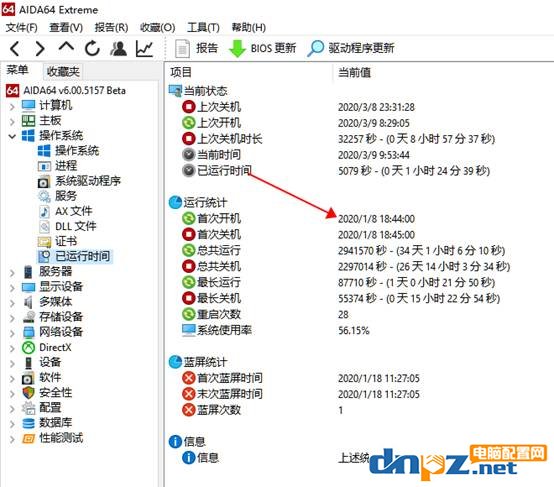 64 AIDA64 Extreme
文件(F) 查看(V) 报告(R) 收藏(O) 工具(T) 帮助(H)
报告 BIOS 更新 驱动程序更新
菜单 收藏夹
64 AIDA64 v6.00.5157 Beta
计算机
主板
操作系统
操作系统
进程
系统驱动程序
服务
AX 文件
DLL 文件
证书
已运行时间
服务器
显示设备
多媒体
存储设备
网络设备
DirectX
设备
软件
安全性
配置
数据库
性能测试
项目 当前值
当前状态
上次关机 2020/3/8 23:31:28
上次开机 2020/3/9 8:29:05
上次关机时长 32257 秒 - (0 天 8 小时 57 分 37 秒)
当前时间 2020/3/9 9:53:44
已运行时间 5079 秒 - (0 天 1 小时 24 分 39 秒)
运行统计
首次开机 2020/1/8 18:44:00
首次关机 2020/1/8 18:45:00
总共运行 2941570 秒 - (34 天 1 小时 6 分 10 秒)
总共关机 2297014 秒 - (26 天 14 小时 3 分 34 秒)
最长运行 87710 秒 - (1 天 0 小时 21 分 50 秒)
最长关机 55374 秒 - (0 天 15 小时 22 分 54 秒)
重启次数 28
系统使用率 56.15%
蓝屏统计
首次蓝屏时间 2020/1/18 11:27:05
末次蓝屏时间 2020/1/18 11:27:05
蓝屏次数 1
信息
信息 上述统
电脑配置网
dnpz.net